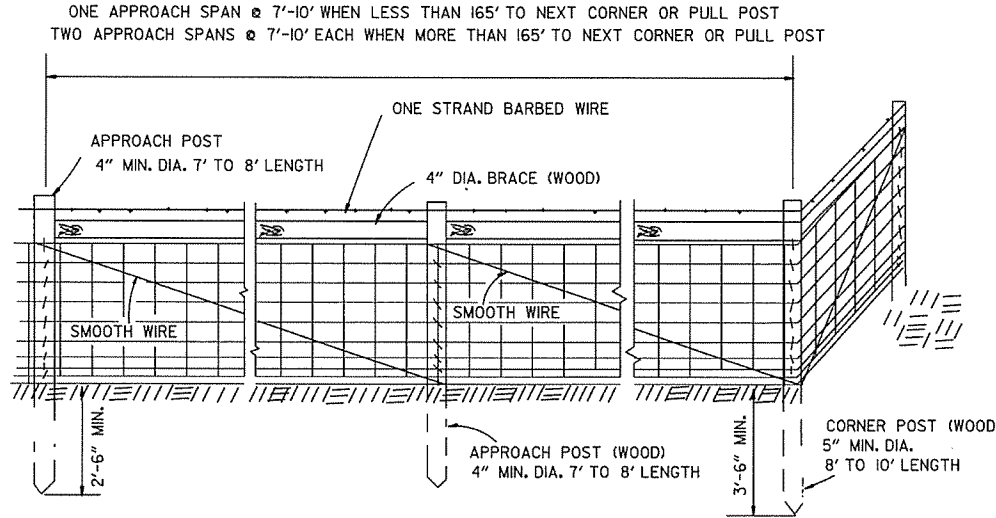 ONE APPROACH SPAN @ 7'-10' WHEN LESS THAN 165' TO NEXT CORNER OR PULL POST
TWO APPROACH SPANS @ 7'-10' EACH WHEN MORE THAN 165' TO NEXT CORNER OR PULL POST
ONE STRAND BARBED WIRE
APPROACH POST
4" MIN. DIA. 7' TO 8' LENGTH
4" DIA. BRACE (WOOD)
SMOOTH WIRE
SMOOTH WIRE
2'-6" MIN.
APPROACH POST (WOOD)
4" MIN. DIA. 7' TO 8' LENGTH
3'-6" MIN.
CORNER POST (WOOD
5" MIN. DIA.
8' TO 10' LENGTH